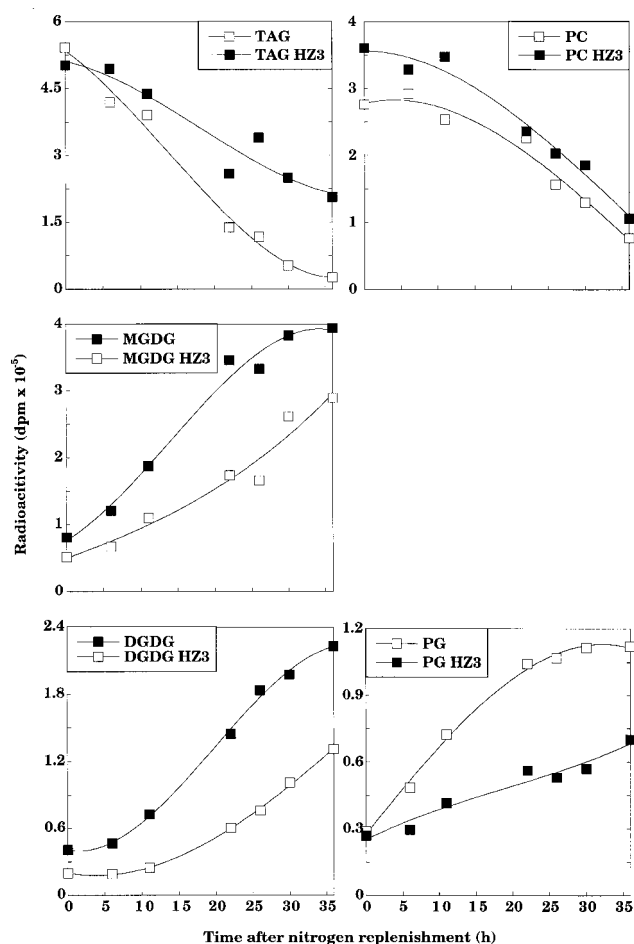 TAG
TAG HZ3
4.5
3
1.5
0
PC
PC HZ3
4
3
2
1
0
MGDG
MGDG HZ3
4
3
2
1
0
Radioacitivity (dpm x 10⁻⁵)
DGDG
DGDG HZ3
2.4
1.8
1.2
0.6
0
0 5 10 15 20 25 30 35
PG
PG HZ3
1.2
0.9
0.6
0.3
0
0 5 10 15 20 25 30 35
Time after nitrogen replenishment (h)